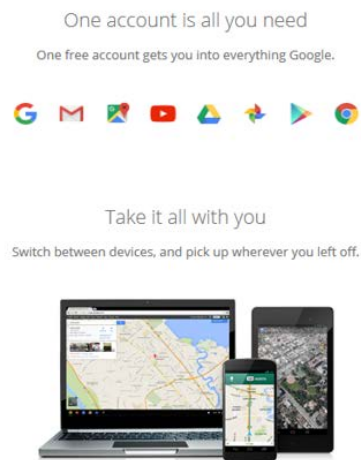 One account is all you need
One free account gets you into everything Google.
Take it all with you
Switch between devices, and pick up wherever you left off.